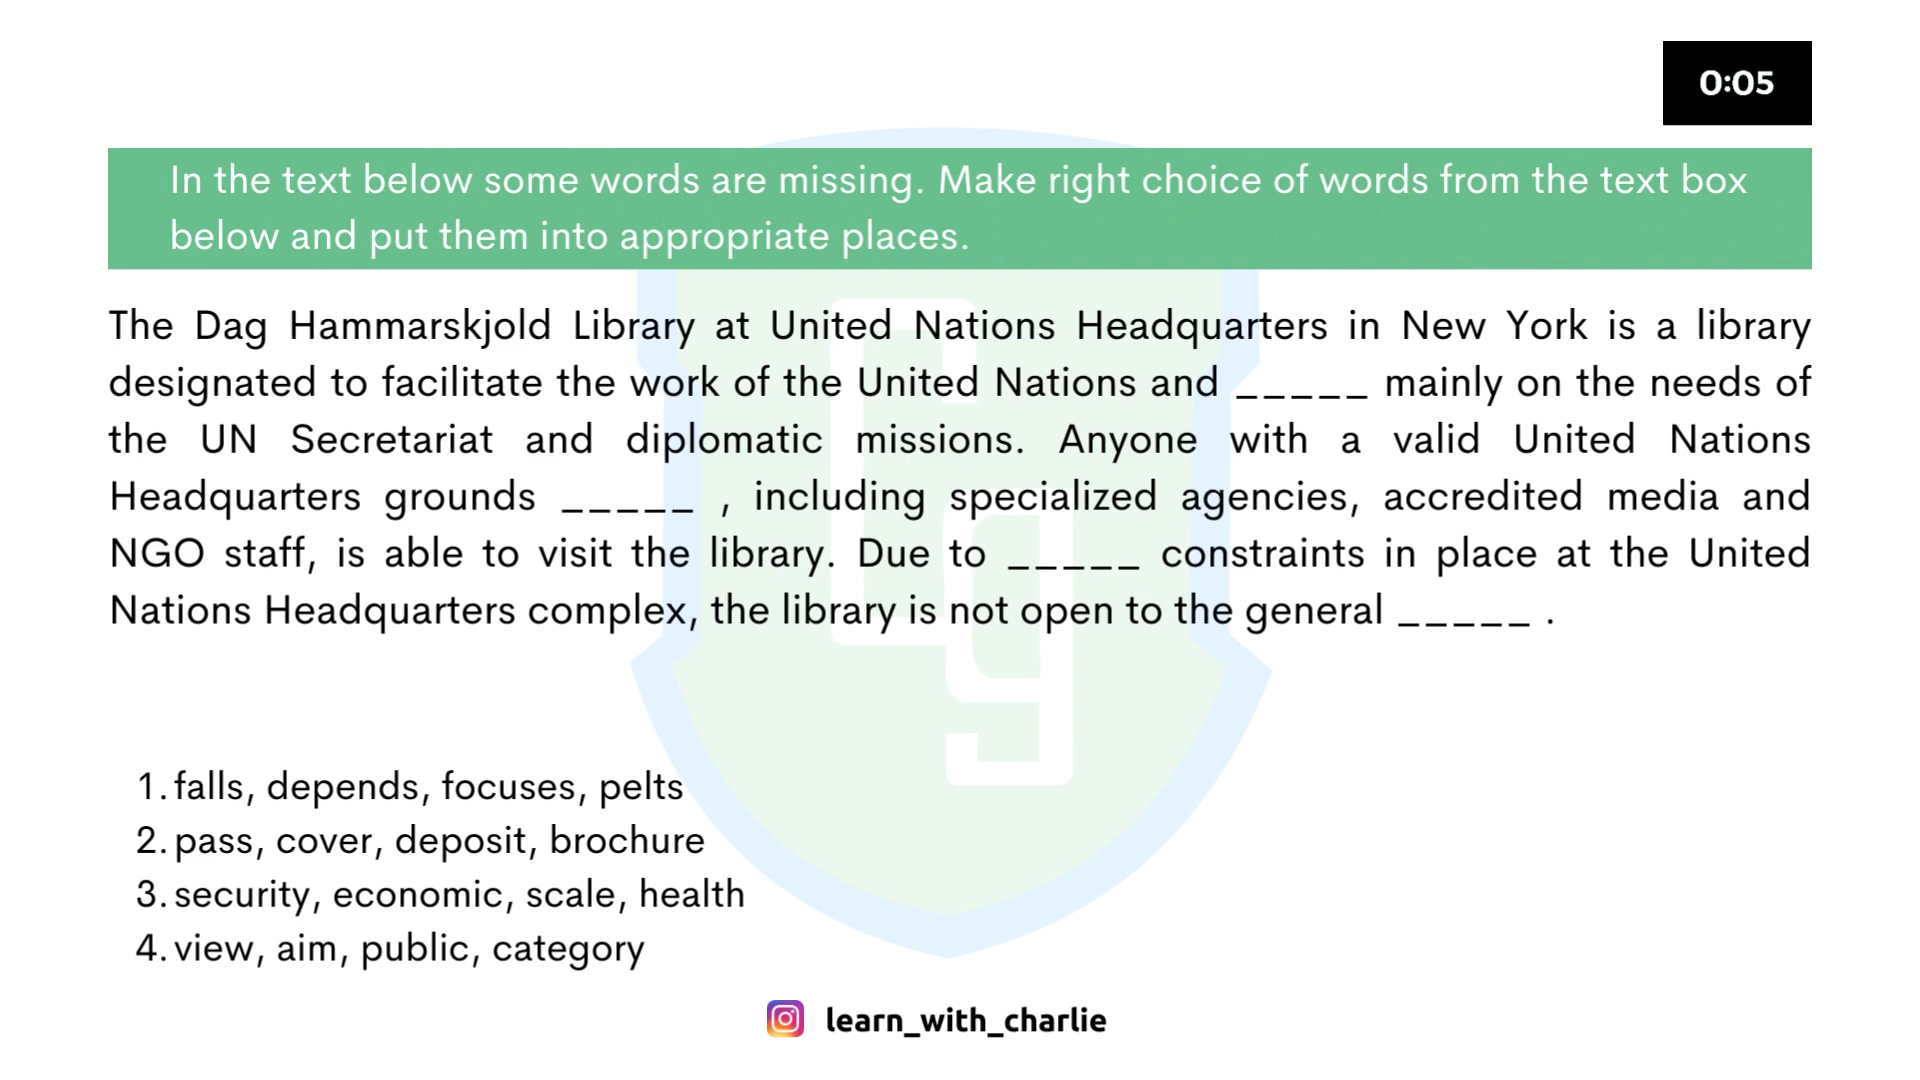 0:05
In the text below some words are missing. Make right choice of words from the text box
below and put them into appropriate places.
The Dag Hammarskjold Library at United Nations Headquarters in New York is a library
designated to facilitate the work of the United Nations and _____ mainly on the needs of
the UN Secretariat and diplomatic missions. Anyone with a valid United Nations
Headquarters grounds _____ , including specialized agencies, accredited media and
NGO staff, is able to visit the library. Due to _____ constraints in place at the United
Nations Headquarters complex, the library is not open to the general _____ .
1. falls, depends, focuses, pelts
2. pass, cover, deposit, brochure
3. security, economic, scale, health
4. view, aim, public, category
learn_with_charlie